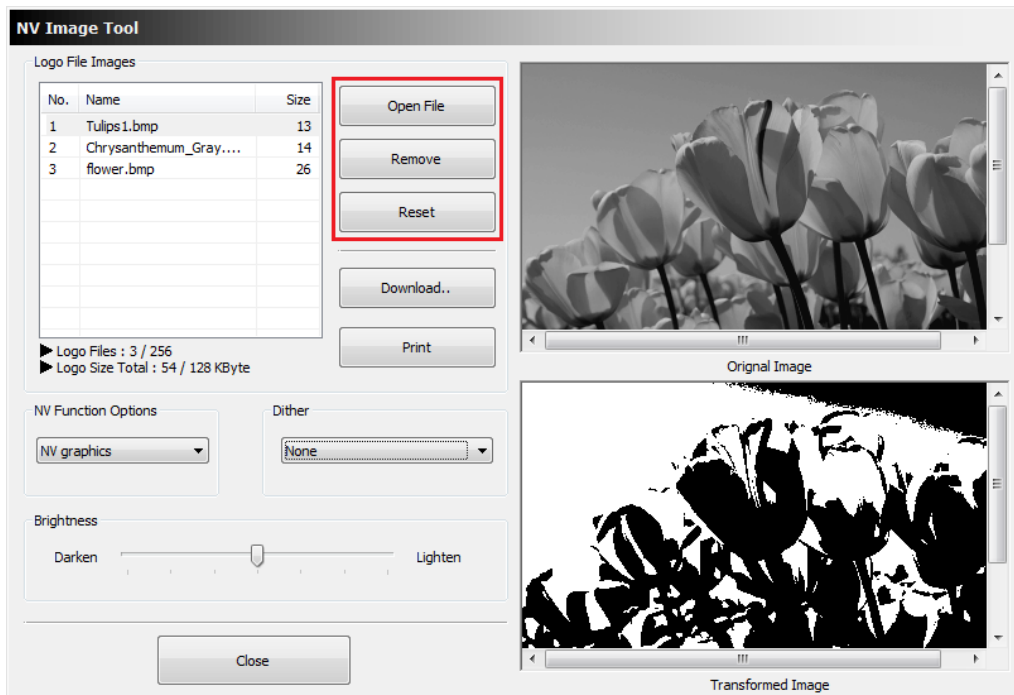 NV Image Tool
Logo File Images
No. Name Size
1 Tulips1.bmp 13
2 Chrysanthemum_Gray.... 14
3 flower.bmp 26
Open File
Remove
Reset
Download..
Print
Logo Files : 3 / 256
Logo Size Total : 54 / 128 KByte
Orignal Image
NV Function Options
NV graphics
Dither
None
Brightness
Darken Lighten
Close
Transformed Image